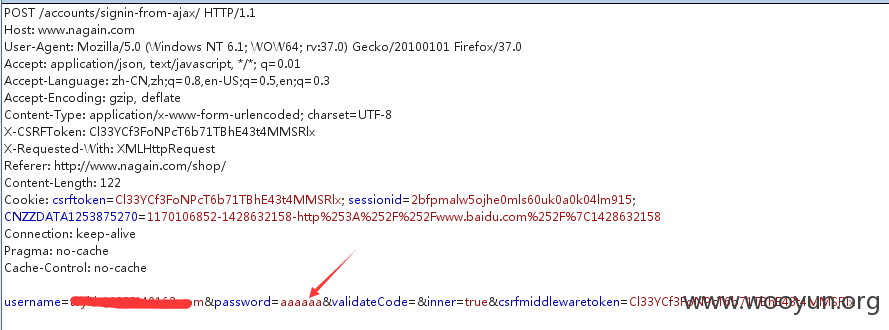 POST /accounts/signin-from-ajax/ HTTP/1.1
Host: www.nagain.com
User-Agent: Mozilla/5.0 (Windows NT 6.1; WOW64; rv:37.0) Gecko/20100101 Firefox/37.0
Accept: application/json, text/javascript, */*; q=0.01
Accept-Language: zh-CN,zh;q=0.8,en-US;q=0.5,en;q=0.3
Accept-Encoding: gzip, deflate
Content-Type: application/x-www-form-urlencoded; charset=UTF-8
X-CSRFToken: Cl33YCf3FoNPcT6b71TBhE43t4MMSRlx
X-Requested-With: XMLHttpRequest
Referer: http://www.nagain.com/shop/
Content-Length: 122
Cookie: csrftoken=Cl33YCf3FoNPcT6b71TBhE43t4MMSRlx; sessionid=2bfpmalw5ojhe0mls60uk0a0k04lm915;
CNZZDATA1253875270=1170106852-1428632158-http%253A%252F%252Fwww.baidu.com%252F%7C1428632158
Connection: keep-alive
Pragma: no-cache
Cache-Control: no-cache
username=om&password=aaaaaa&validateCode=&inner=true&csrfmiddlewaretoken=Cl33YCf3FoNPcT6b71TBhE43t4MMSRlx
www.wooyun.org